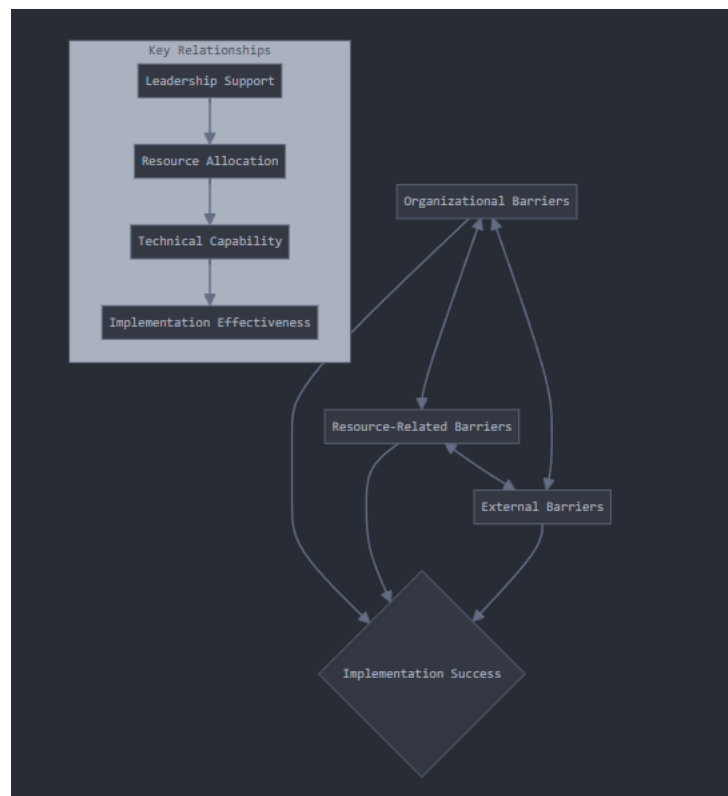 Key Relationships
Leadership Support
Resource Allocation
Technical Capability
Implementation Effectiveness
Organizational Barriers
Resource-Related Barriers
External Barriers
Implementation Success